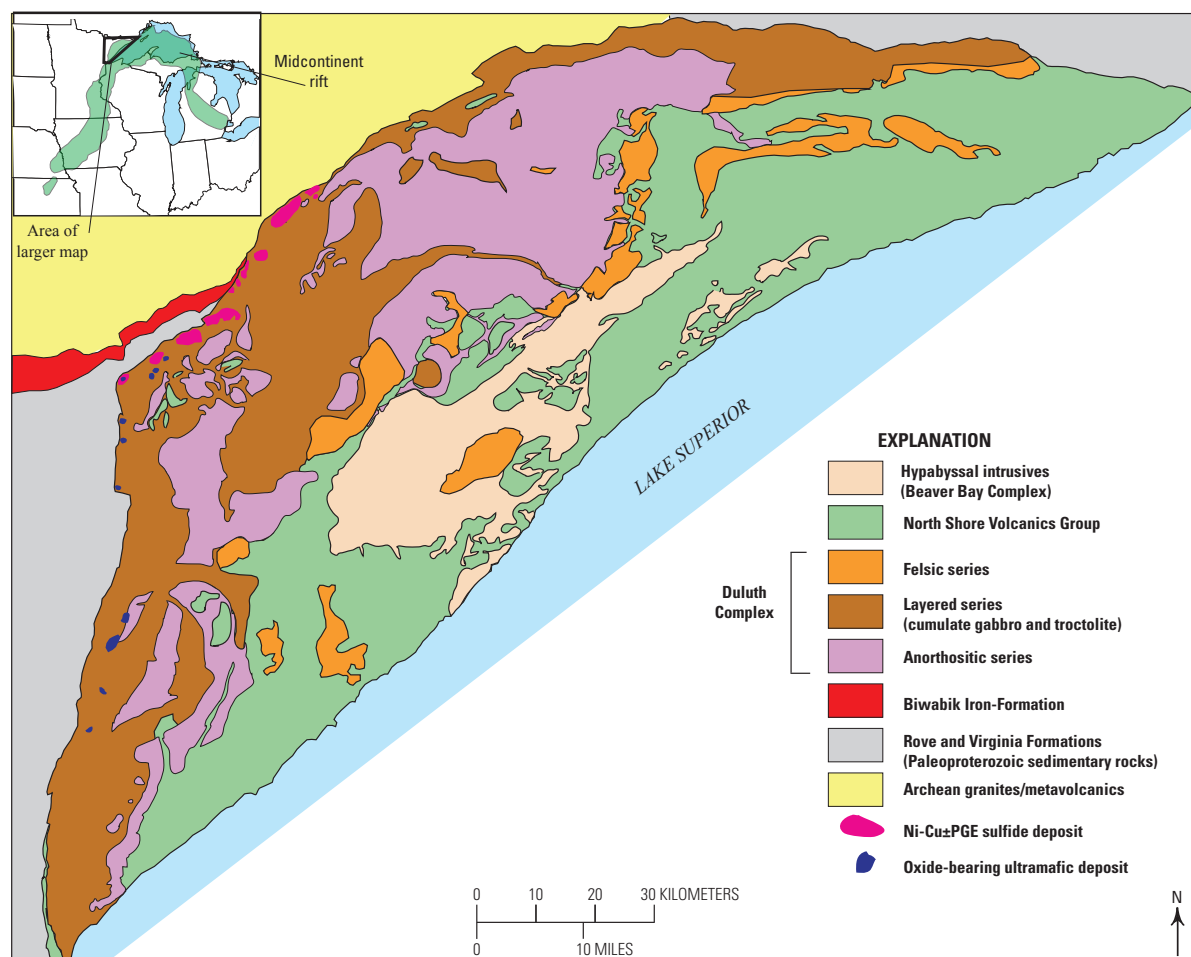 Midcontinent
rift
Area of
larger map
LAKE SUPERIOR
EXPLANATION
Hypabyssal intrusives
(Beaver Bay Complex)
North Shore Volcanics Group
Duluth
Complex
Felsic series
Layered series
(cumulate gabbro and troctolite)
Anorthositic series
Biwabik Iron-Formation
Rove and Virginia Formations
(Paleoproterozoic sedimentary rocks)
Archean granites/metavolcanics
Ni-Cu±PGE sulfide deposit
Oxide-bearing ultramafic deposit
0 10 20 30 KILOMETERS
0 10 MILES
N